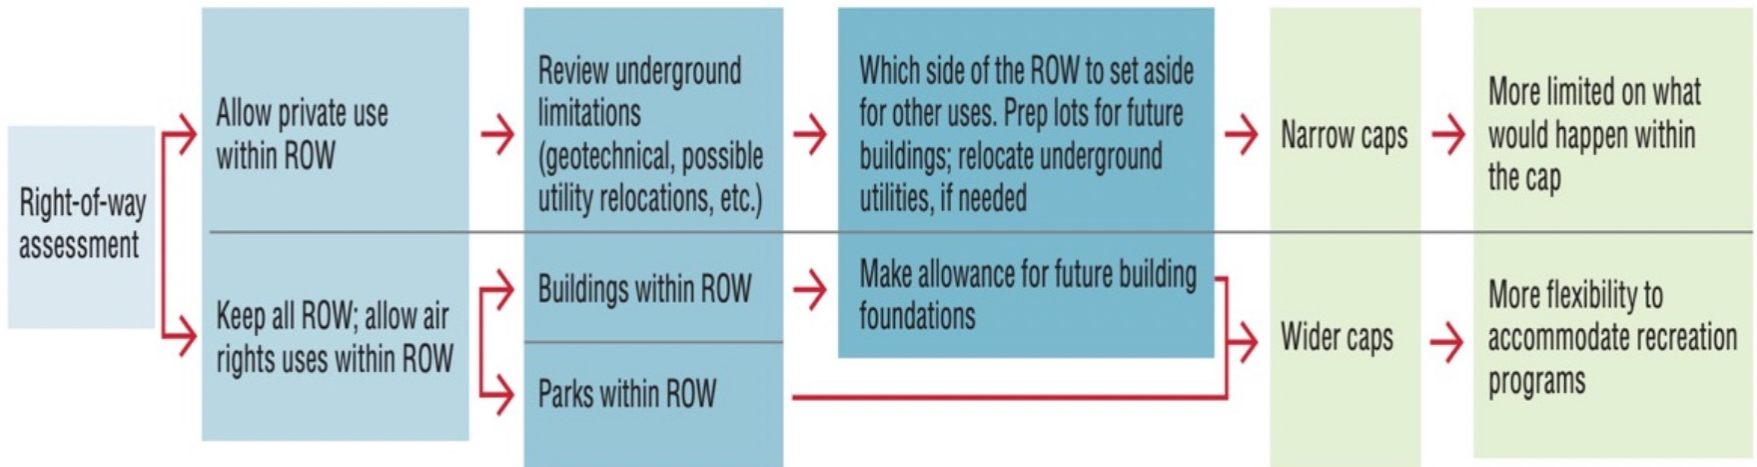 Right-of-way
assessment
Allow private use
within ROW
Review underground
limitations
(geotechnical, possible
utility relocations, etc.)
Which side of the ROW to set aside
for other uses. Prep lots for future
buildings; relocate underground
utilities, if needed
Narrow caps
More limited on what
would happen within
the cap
Keep all ROW; allow air
rights uses within ROW
Buildings within ROW
Make allowance for future building
foundations
Parks within ROW
Wider caps
More flexibility to
accommodate recreation
programs